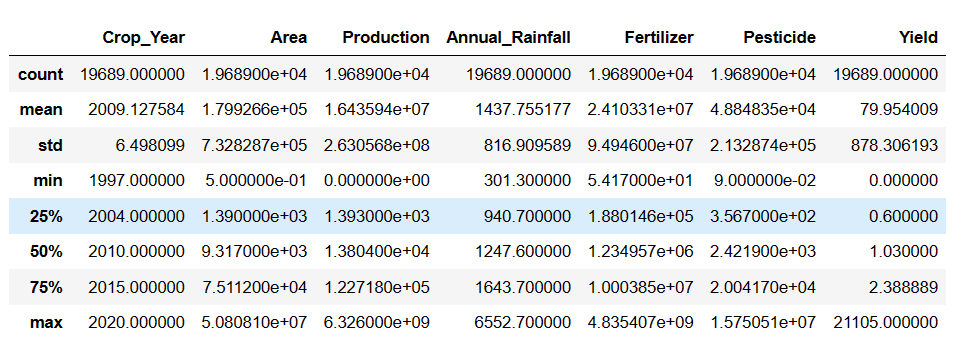 Crop_Year Area Production Annual_Rainfall Fertilizer Pesticide Yield
count 19689.000000 1.968900e+04 1.968900e+04 19689.000000 1.968900e+04 1.968900e+04 19689.000000
mean 2009.127584 1.799266e+05 1.643594e+07 1437.755177 2.410331e+07 4.884835e+04 79.954009
std 6.498099 7.328287e+05 2.630568e+08 816.909589 9.494600e+07 2.132874e+05 878.306193
min 1997.000000 5.000000e-01 0.000000e+00 301.300000 5.417000e+01 9.000000e-02 0.000000
25% 2004.000000 1.390000e+03 1.393000e+03 940.700000 1.880146e+05 3.567000e+02 0.600000
50% 2010.000000 9.317000e+03 1.380400e+04 1247.600000 1.234957e+06 2.421900e+03 1.030000
75% 2015.000000 7.511200e+04 1.227180e+05 1643.700000 1.000385e+07 2.004170e+04 2.388889
max 2020.000000 5.080810e+07 6.326000e+09 6552.700000 4.835407e+09 1.575051e+07 21105.000000